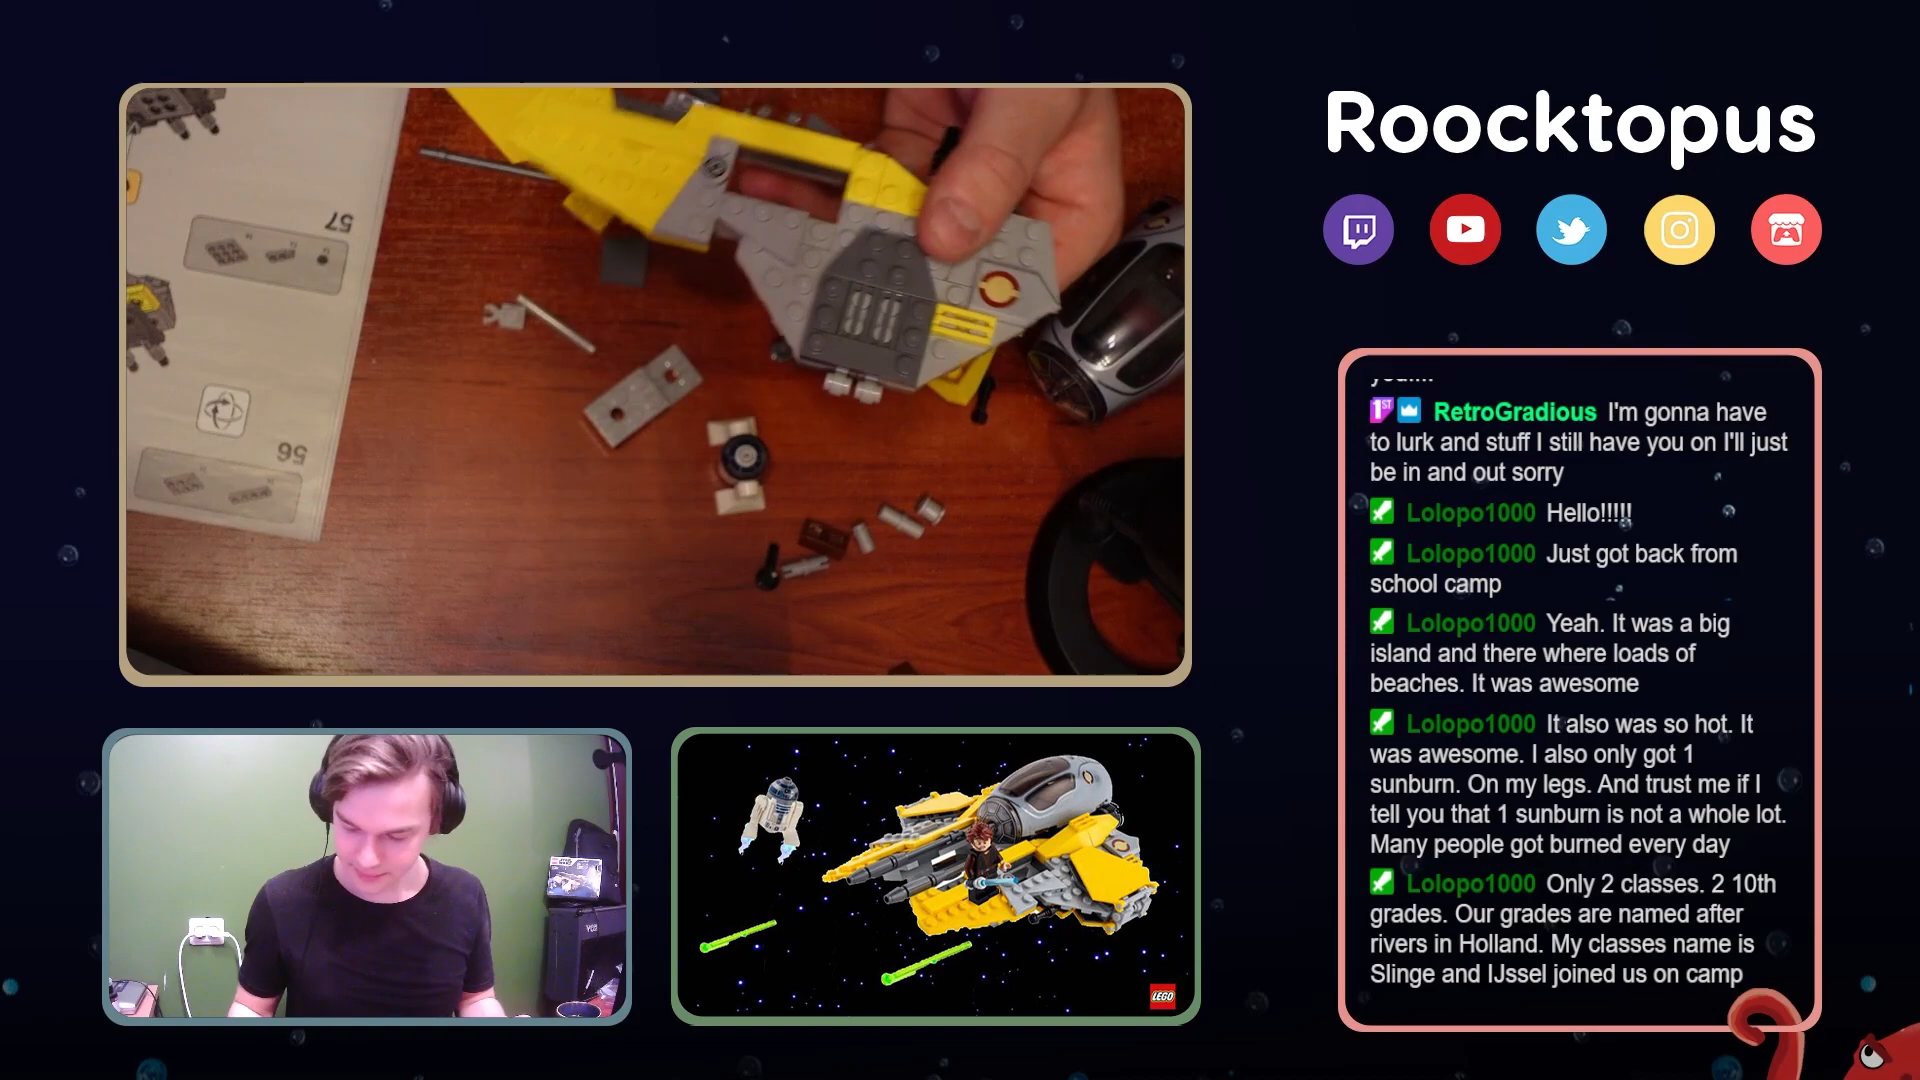 Roocktopus
57
56
RetroGradious I'm gonna have
to lurk and stuff I still have you on I'll just
be in and out sorry
Lolopo1000 Hello!!!!!
Lolopo1000 Just got back from
school camp
Lolopo1000 Yeah. It was a big
island and there where loads of
beaches. It was awesome
Lolopo1000 It also was so hot. It
was awesome. I also only got 1
sunburn. On my legs. And trust me if I
tell you that 1 sunburn is not a whole lot.
Many people got burned every day
Lolopo1000 Only 2 classes. 2 10th
grades. Our grades are named after
rivers in Holland. My classes name is
Slinge and IJssel joined us on camp
LEGO